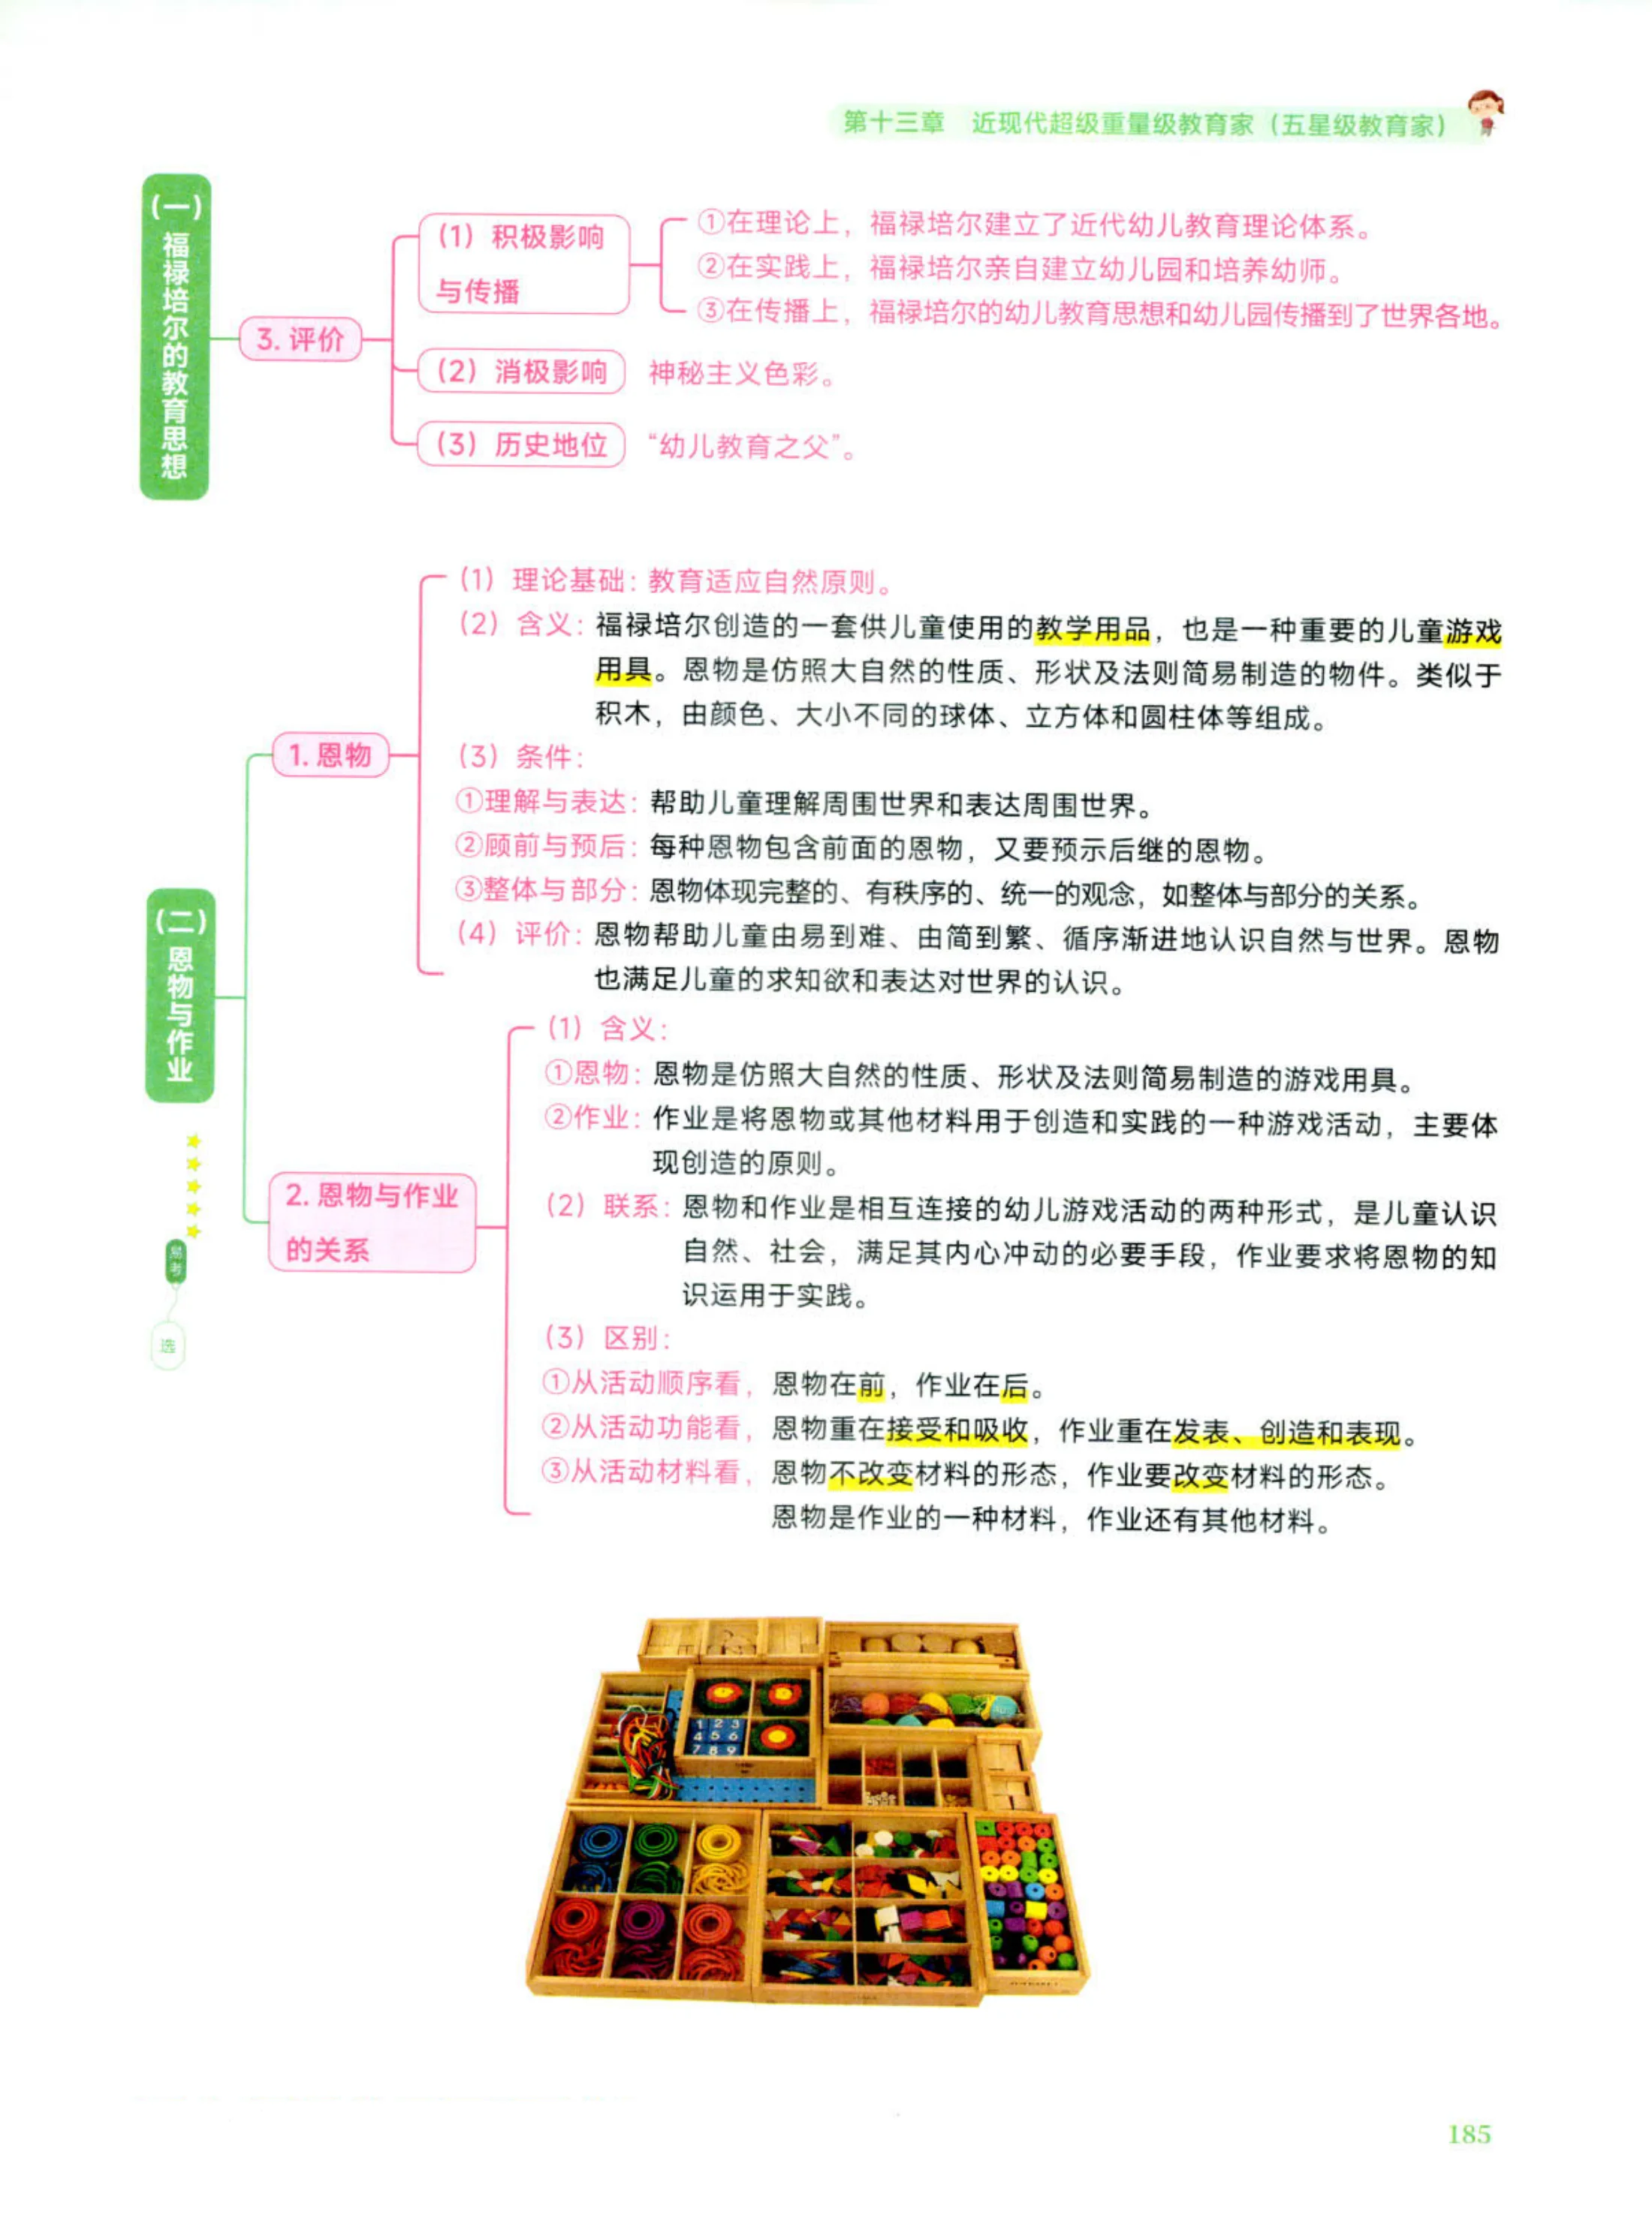 第十三章 近现代超级重量级教育家（五星级教育家）
（一）福禄培尔的教育思想
3. 评价
（1）积极影响
与传播
①在理论上，福禄培尔建立了近代幼儿教育理论体系。
②在实践上，福禄培尔亲自建立幼儿园和培养幼师。
③在传播上，福禄培尔的幼儿教育思想和幼儿园传播到了世界各地。
（2）消极影响 神秘主义色彩。
（3）历史地位 “幼儿教育之父”。
（二）恩物与作业
易考
选
1. 恩物
（1）理论基础：教育适应自然原则。
（2）含义：福禄培尔创造的一套供儿童使用的教学用品，也是一种重要的儿童游戏
用具。恩物是仿照大自然的性质、形状及法则简易制造的物件。类似于
积木，由颜色、大小不同的球体、立方体和圆柱体等组成。
（3）条件：
①理解与表达：帮助儿童理解周围世界和表达周围世界。
②顾前与预后：每种恩物包含前面的恩物，又要预示后继的恩物。
③整体与部分：恩物体现完整的、有秩序的、统一的观念，如整体与部分的关系。
（4）评价：恩物帮助儿童由易到难、由简到繁、循序渐进地认识自然与世界。恩物
也满足儿童的求知欲和表达对世界的认识。
2. 恩物与作业
的关系
（1）含义：
①恩物：恩物是仿照大自然的性质、形状及法则简易制造的游戏用具。
②作业：作业是将恩物或其他材料用于创造和实践的一种游戏活动，主要体
现创造的原则。
（2）联系：恩物和作业是相互连接的幼儿游戏活动的两种形式，是儿童认识
自然、社会，满足其内心冲动的必要手段，作业要求将恩物的知
识运用于实践。
（3）区别：
①从活动顺序看，恩物在前，作业在后。
②从活动功能看，恩物重在接受和吸收，作业重在发表、创造和表现。
③从活动材料看，恩物不改变材料的形态，作业要改变材料的形态。
恩物是作业的一种材料，作业还有其他材料。
1 2 3
4 5 6
7 8 9
185